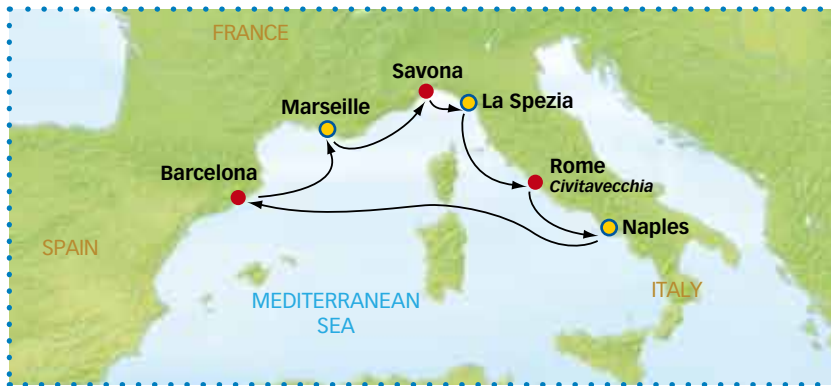 FRANCE
Savona
La Spezia
Marseille
Barcelona
Rome
Civitavecchia
Naples
SPAIN
ITALY
MEDITERRANEAN
SEA